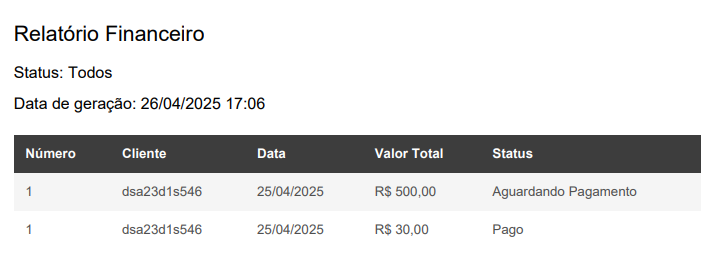 Relatório Financeiro
Status: Todos
Data de geração: 26/04/2025 17:06
Número Cliente Data Valor Total Status
1 dsa23d1s546 25/04/2025 R$ 500,00 Aguardando Pagamento
1 dsa23d1s546 25/04/2025 R$ 30,00 Pago